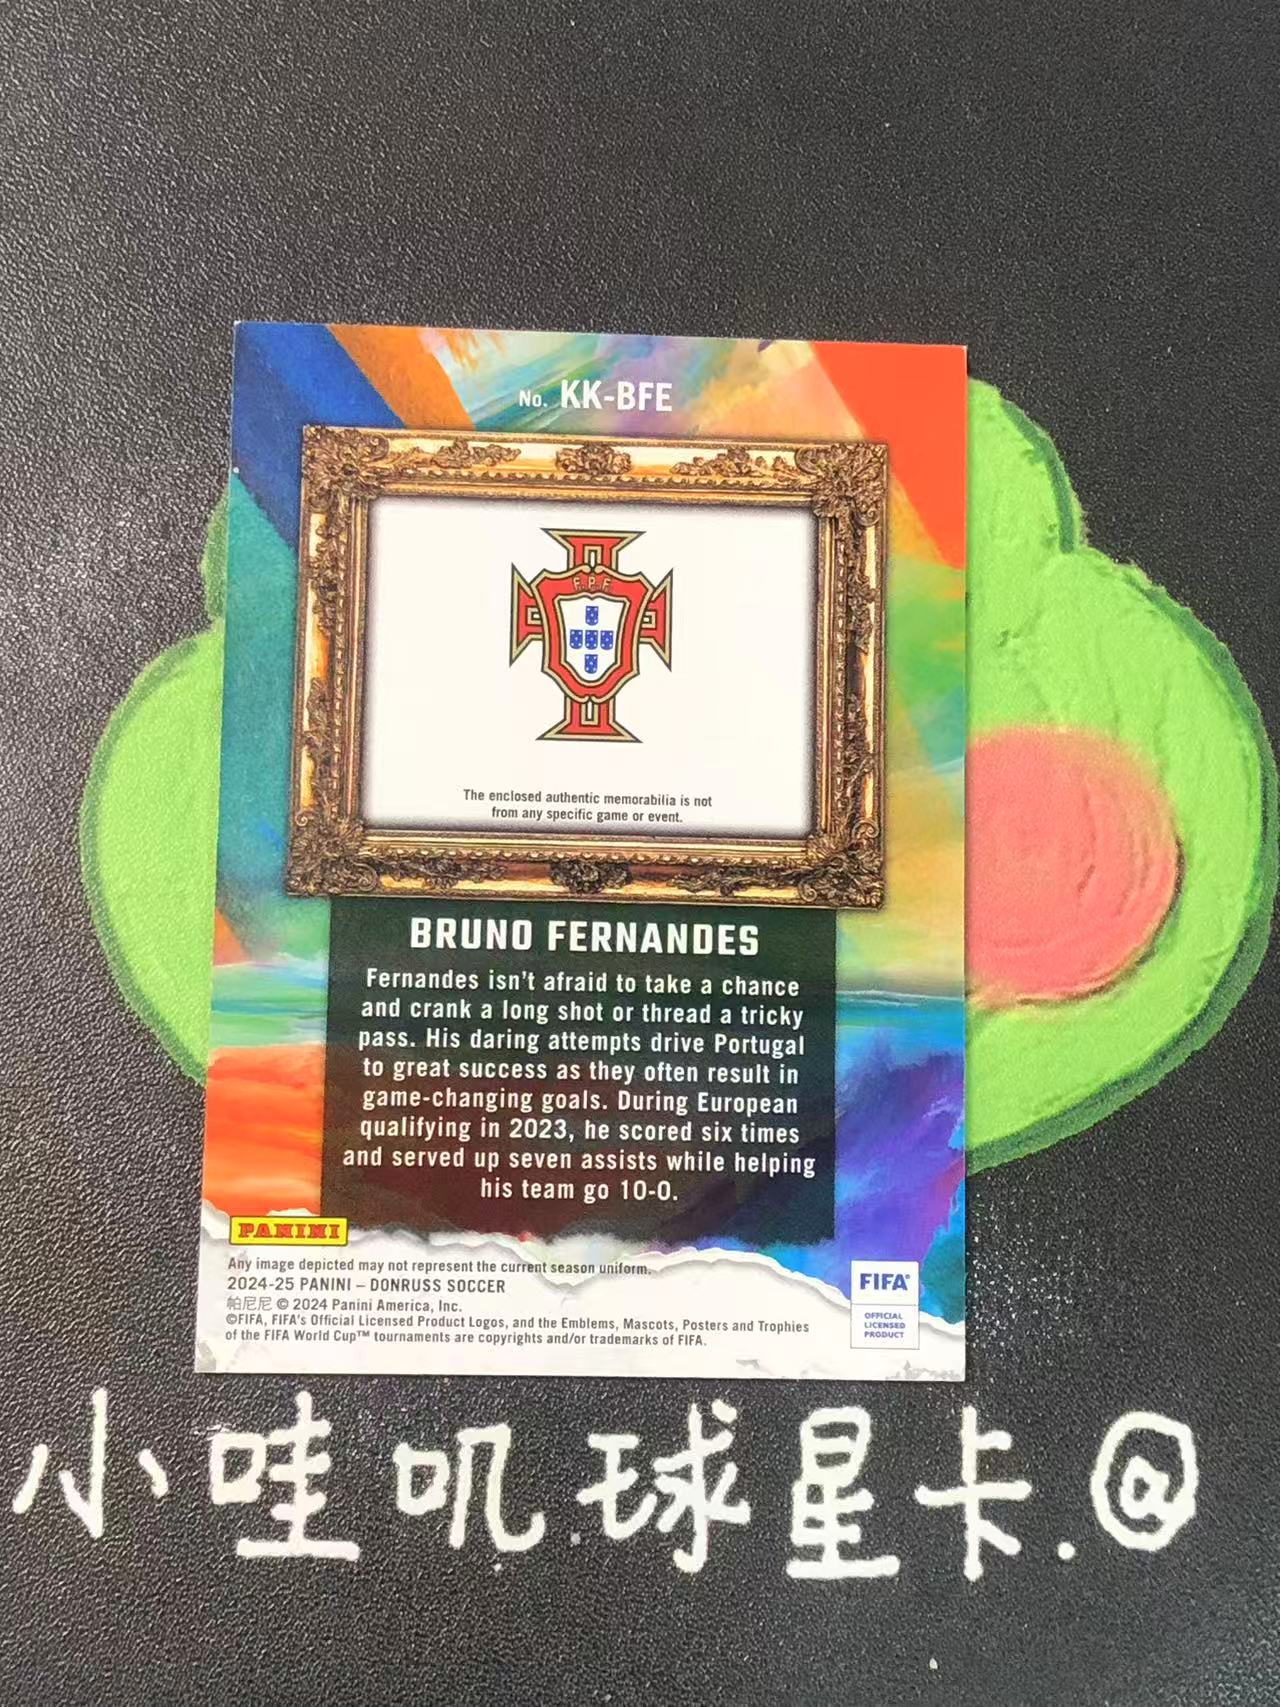 No. KK-BFE
F.P.F
The enclosed authentic memorabilia is not
from any specific game or event.
BRUNO FERNANDES
Fernandes isn't afraid to take a chance
and crank a long shot or thread a tricky
pass. His daring attempts drive Portugal
to great success as they often result in
game-changing goals. During European
qualifying in 2023, he scored six times
and served up seven assists while helping
his team go 10-0.
PANINI
Any image depicted may not represent the current season uniform.
2024-25 PANINI – DONRUSS SOCCER
帕尼尼 © 2024 Panini America, Inc.
©FIFA, FIFA's Official Licensed Product Logos, and the Emblems, Mascots, Posters and Trophies
of the FIFA World Cup™ tournaments are copyrights and/or trademarks of FIFA.
FIFA®
OFFICIAL
LICENSED
PRODUCT
小哇叽.球星卡.@